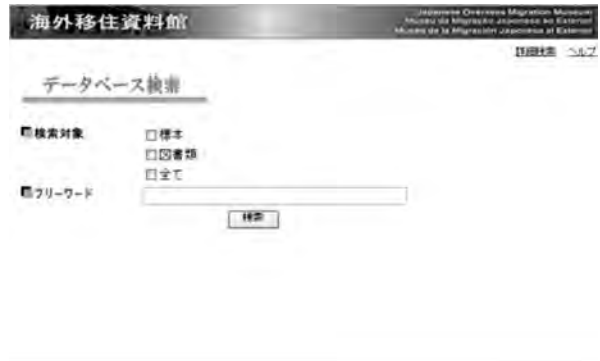 海外移住資料館
Japanese Overseas Migration Museum
Museu da Migração Japonesa ao Exterior
Museo de la Migración Japonesa al Exterior
詳細検索 ヘルプ
データベース検索
検索対象
□標本
□図書類
□全て
フリーワード
検索